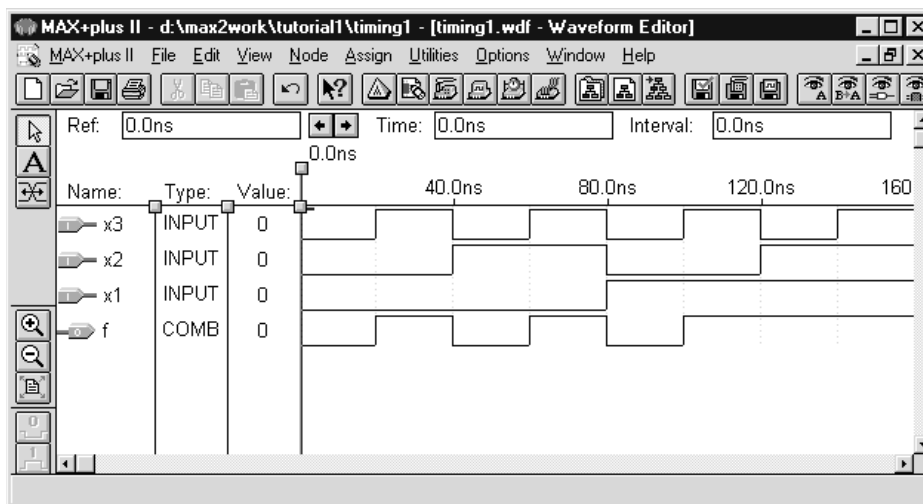 MAX+plus II - d:\max2work\tutorial1\timing1 - [timing1.wdf - Waveform Editor]
MAX+plus II File Edit View Node Assign Utilities Options Window Help
A B+A
A
Ref: 0.0ns Time: 0.0ns Interval: 0.0ns
0.0ns
Name: Type: Value: 40.0ns 80.0ns 120.0ns 160
x3 INPUT 0
x2 INPUT 0
x1 INPUT 0
f COMB 0
0
1